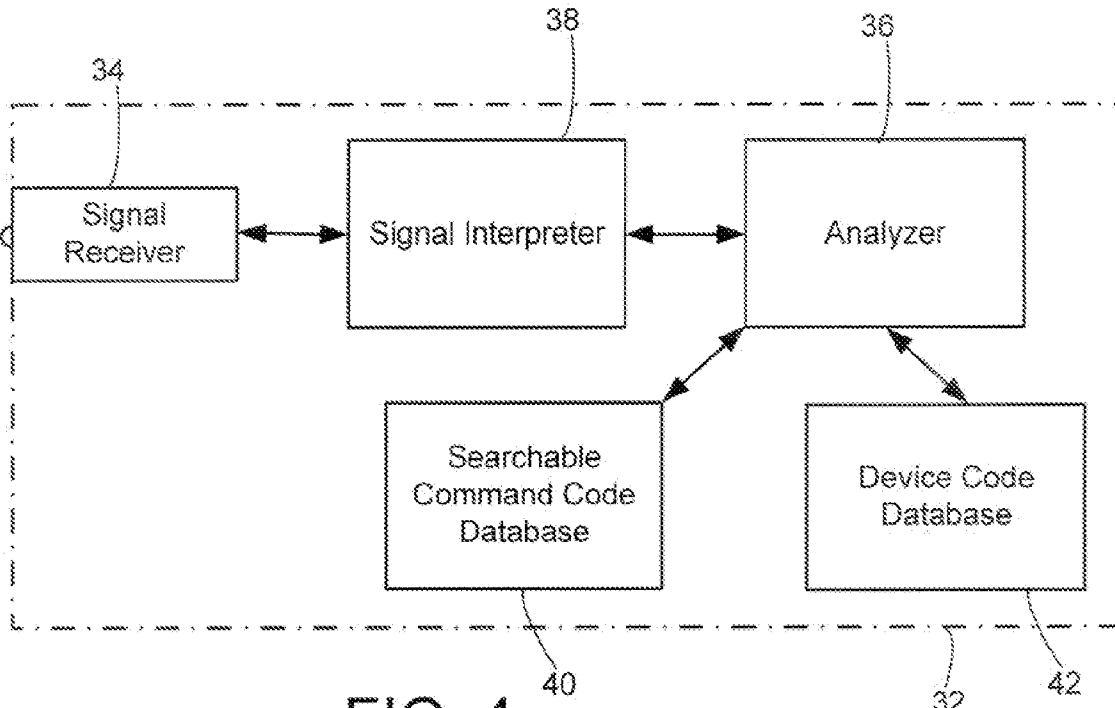 38
36
34
Signal
Receiver
Signal Interpreter
Analyzer
Searchable
Command Code
Database
Device Code
Database
40
32
42